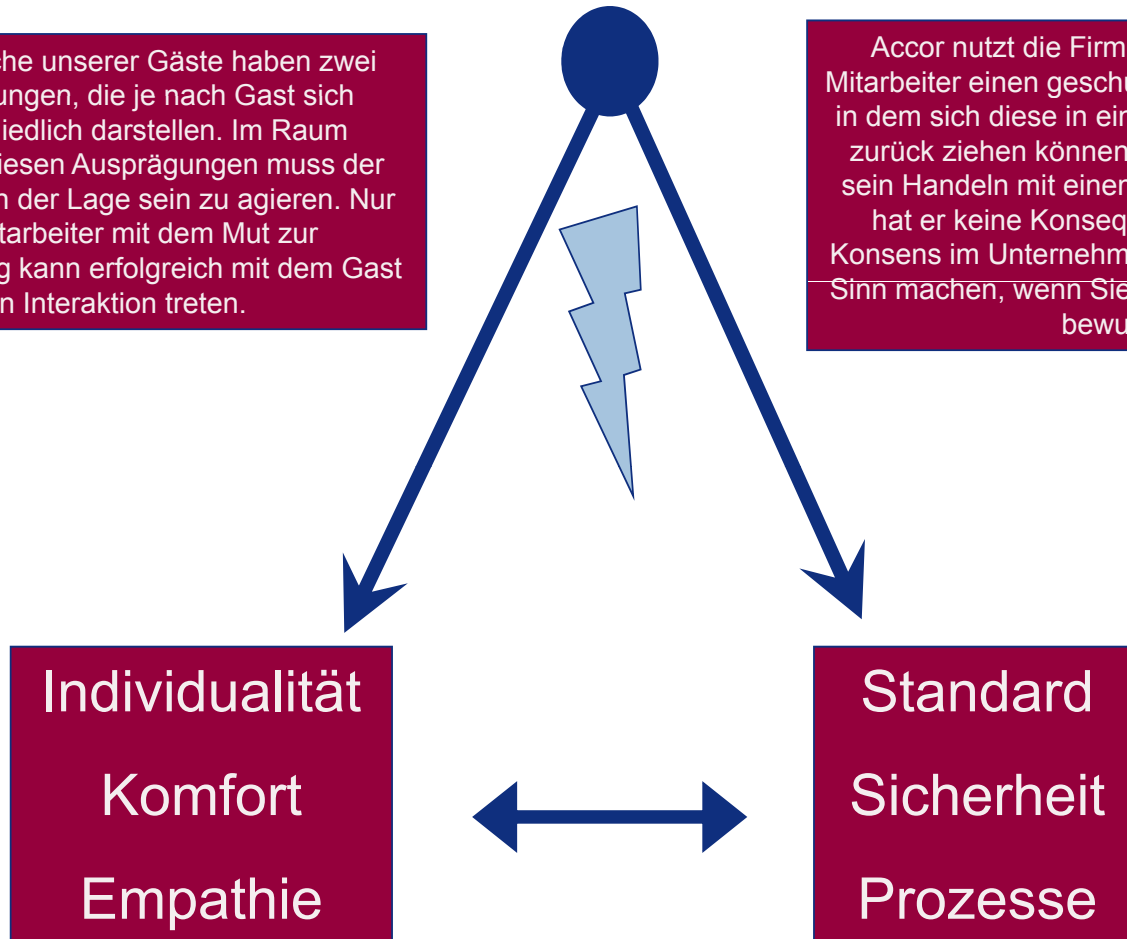 che unserer Gäste haben zwei
ungen, die je nach Gast sich
iedlich darstellen. Im Raum
iesen Ausprägungen muss der
n der Lage sein zu agieren. Nur
tarbeiter mit dem Mut zur
g kann erfolgreich mit dem Gast
n Interaktion treten.
Accor nutzt die Firm
Mitarbeiter einen geschu
in dem sich diese in ein
zurück ziehen können
sein Handeln mit einen
hat er keine Konseq
Konsens im Unternehm
Sinn machen, wenn Sie
bewu
Individualität
Komfort
Empathie
Standard
Sicherheit
Prozesse